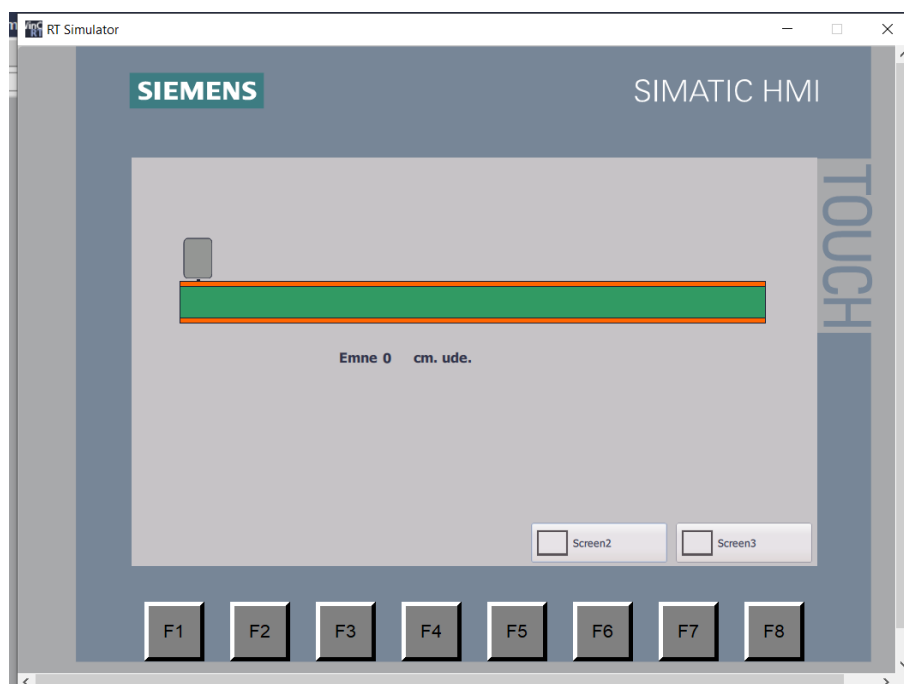 RT Simulator
SIEMENS
SIMATIC HMI
TOUCH
Emne 0 cm. ude.
Screen2
Screen3
F1 F2 F3 F4 F5 F6 F7 F8